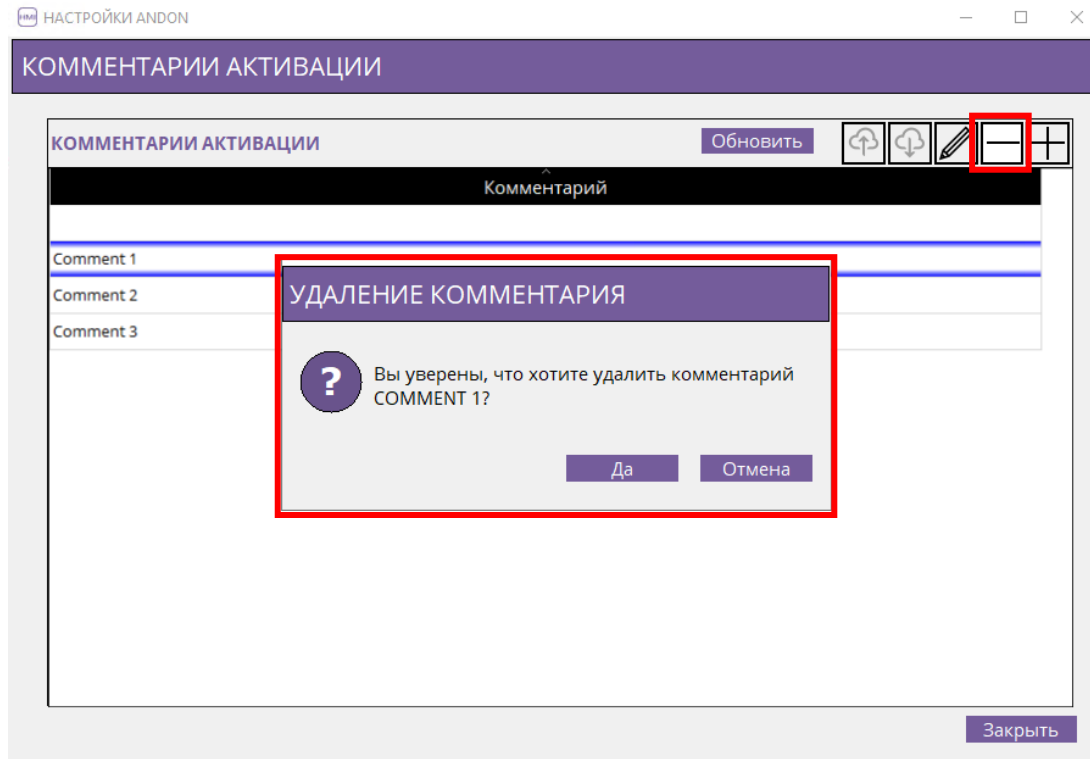 HMI НАСТРОЙКИ ANDON
КОММЕНТАРИИ АКТИВАЦИИ
КОММЕНТАРИИ АКТИВАЦИИ
Обновить
Комментарий
Comment 1
Comment 2
Comment 3
УДАЛЕНИЕ КОММЕНТАРИЯ
?
Вы уверены, что хотите удалить комментарий
COMMENT 1?
Да
Отмена
Закрыть